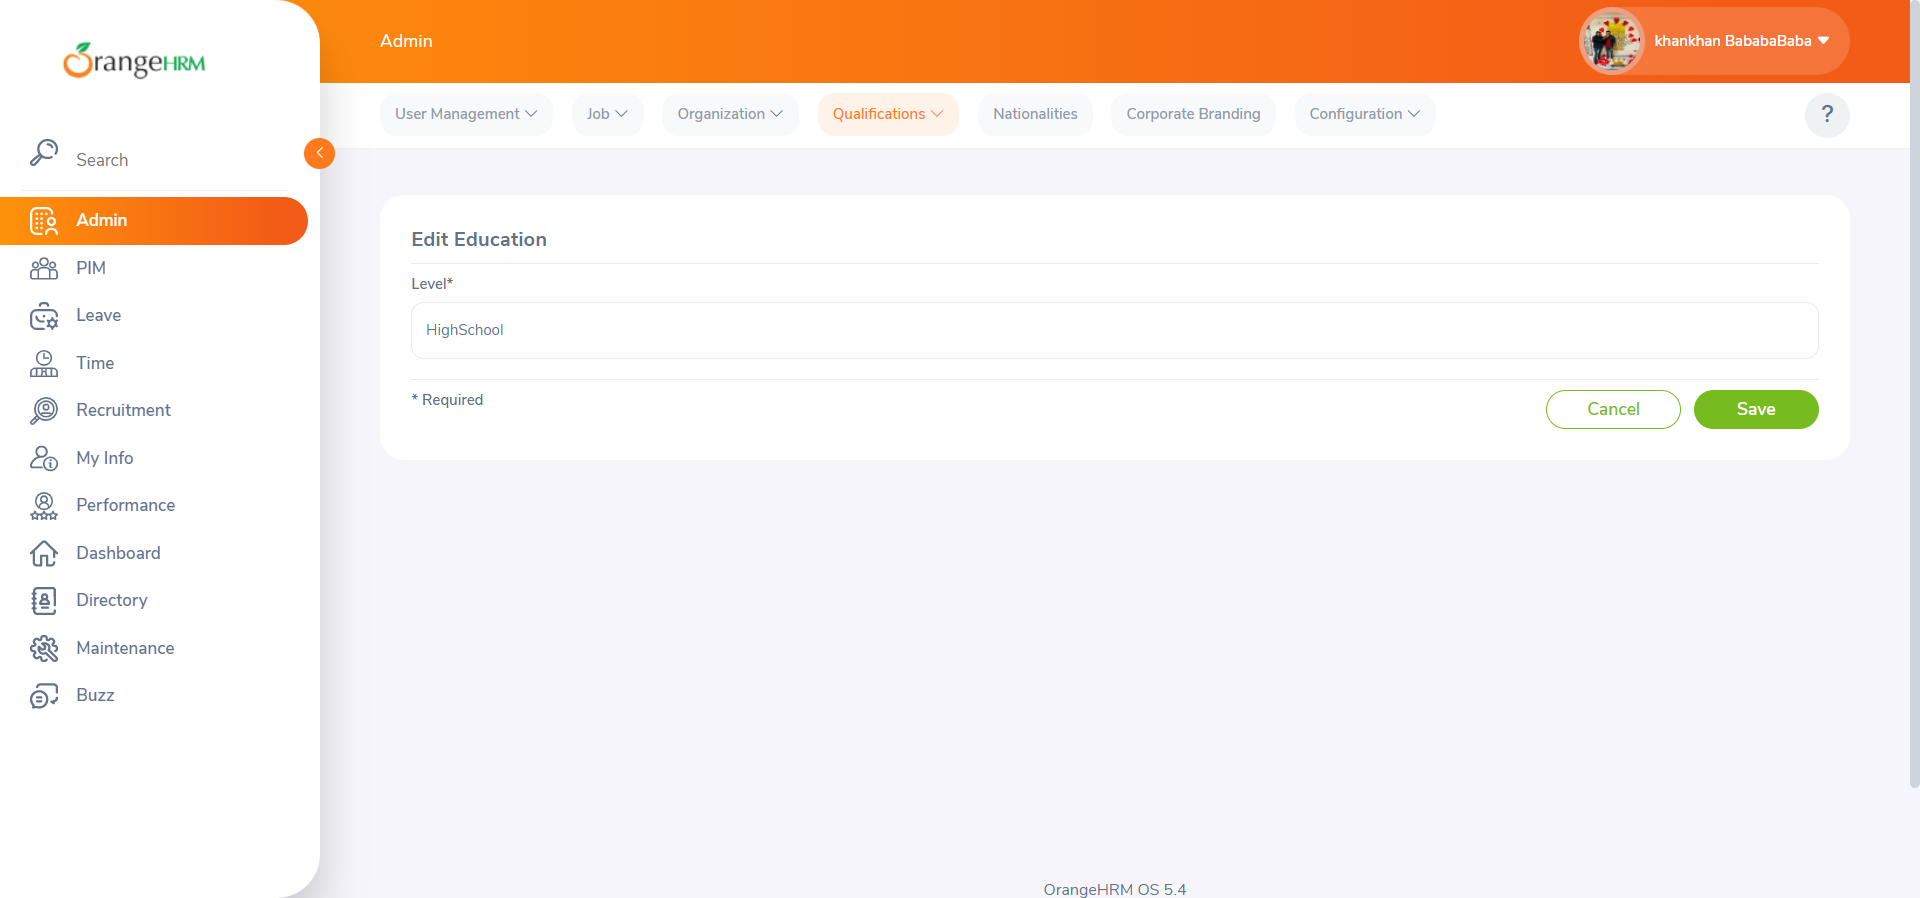 OrangeHRM
Admin
khankhan BababaBaba
User Management
Job
Organization
Qualifications
Nationalities
Corporate Branding
Configuration
?
Search
Admin
PIM
Leave
Time
Recruitment
My Info
Performance
Dashboard
Directory
Maintenance
Buzz
Edit Education
Level*
HighSchool
* Required
Cancel
Save
OrangeHRM OS 5.4